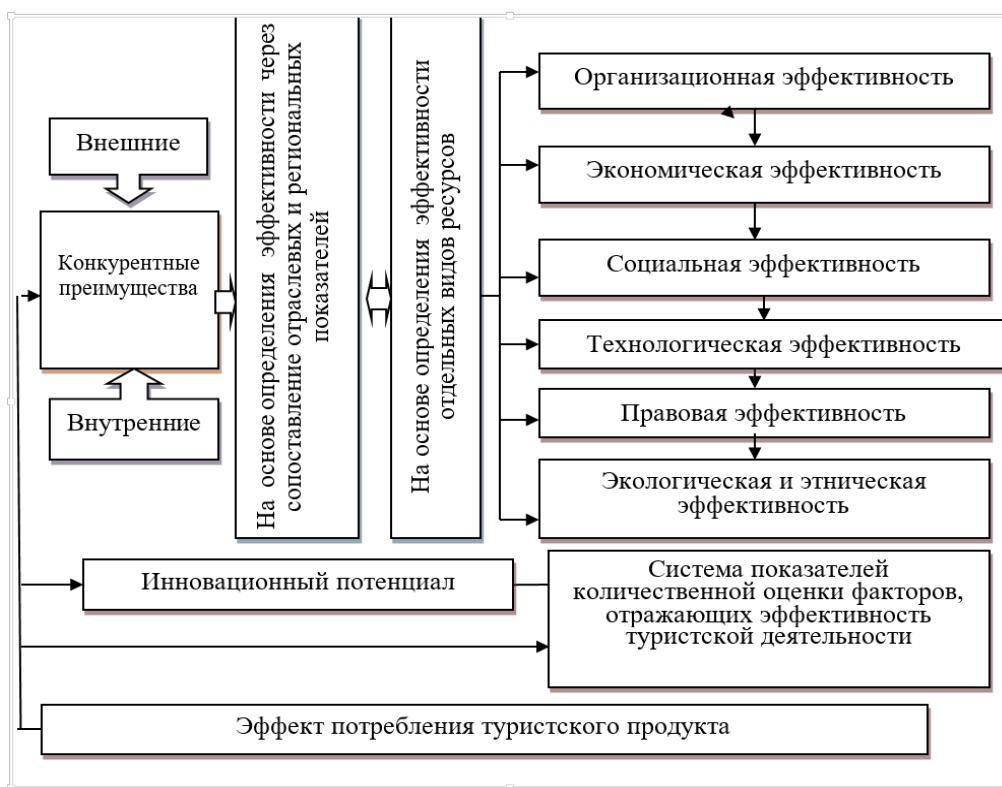 Внешние
Конкурентные
преимущества
Внутренние
На основе определения эффективности через
сопоставление отраслевых и региональных
показателей
На основе определения эффективности
отдельных видов ресурсов
Организационная эффективность
Экономическая эффективность
Социальная эффективность
Технологическая эффективность
Правовая эффективность
Экологическая и этническая
эффективность
Инновационный потенциал
Система показателей
количественной оценки факторов,
отражающих эффективность
туристской деятельности
Эффект потребления туристского продукта